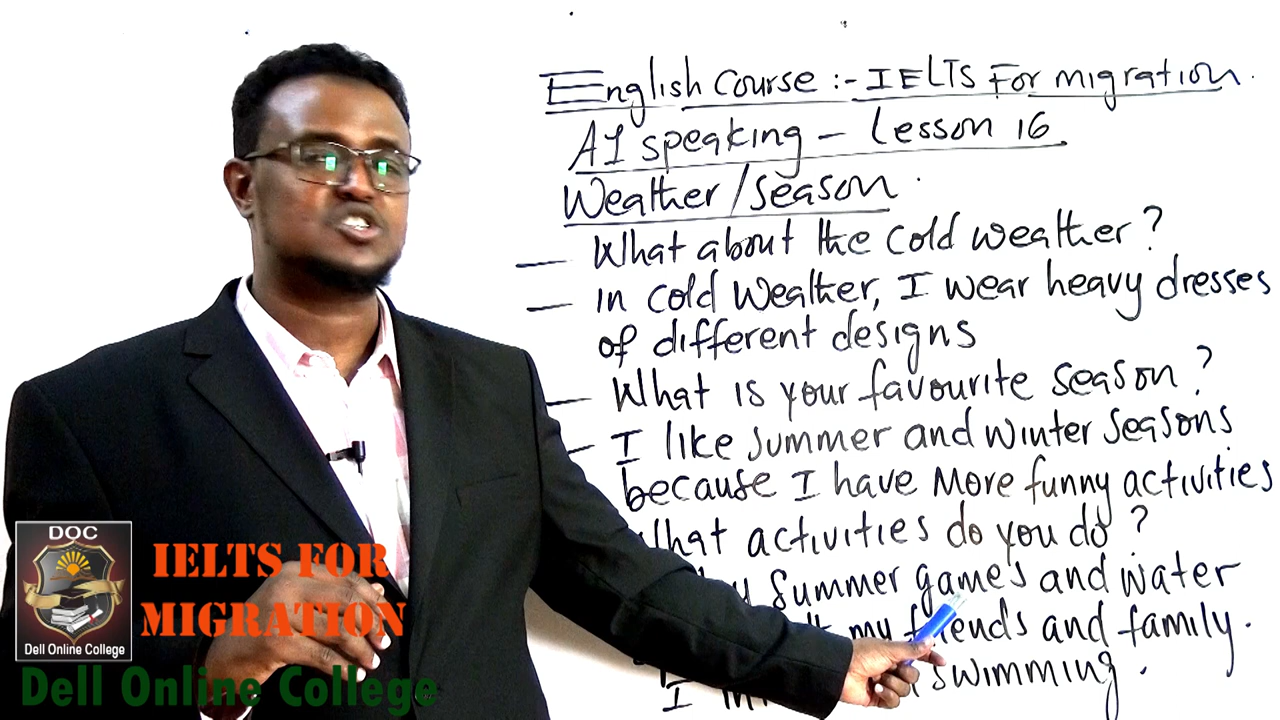 English Course :- IELTS For migration.
A1 speaking - Lesson 16
Weather/season.
- What about the cold weather?
- In cold weather, I wear heavy dresses
of different designs
- What is your favourite season?
- I like summer and winter seasons
because I have more funny activities
What activities do you do?
summer games and water
my friends and family.
I swimming.
DOC
Dell Online College
IELTS FOR
MIGRATION
Dell Online College